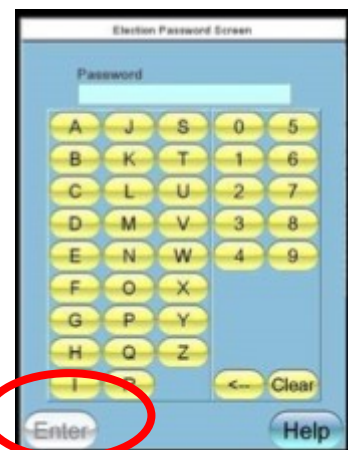 Election Password Screen
Password
A J S 0 5
B K T 1 6
C L U 2 7
D M V 3 8
E N W 4 9
F O X
G P Y
H Q Z
I R <-- Clear
Enter Help